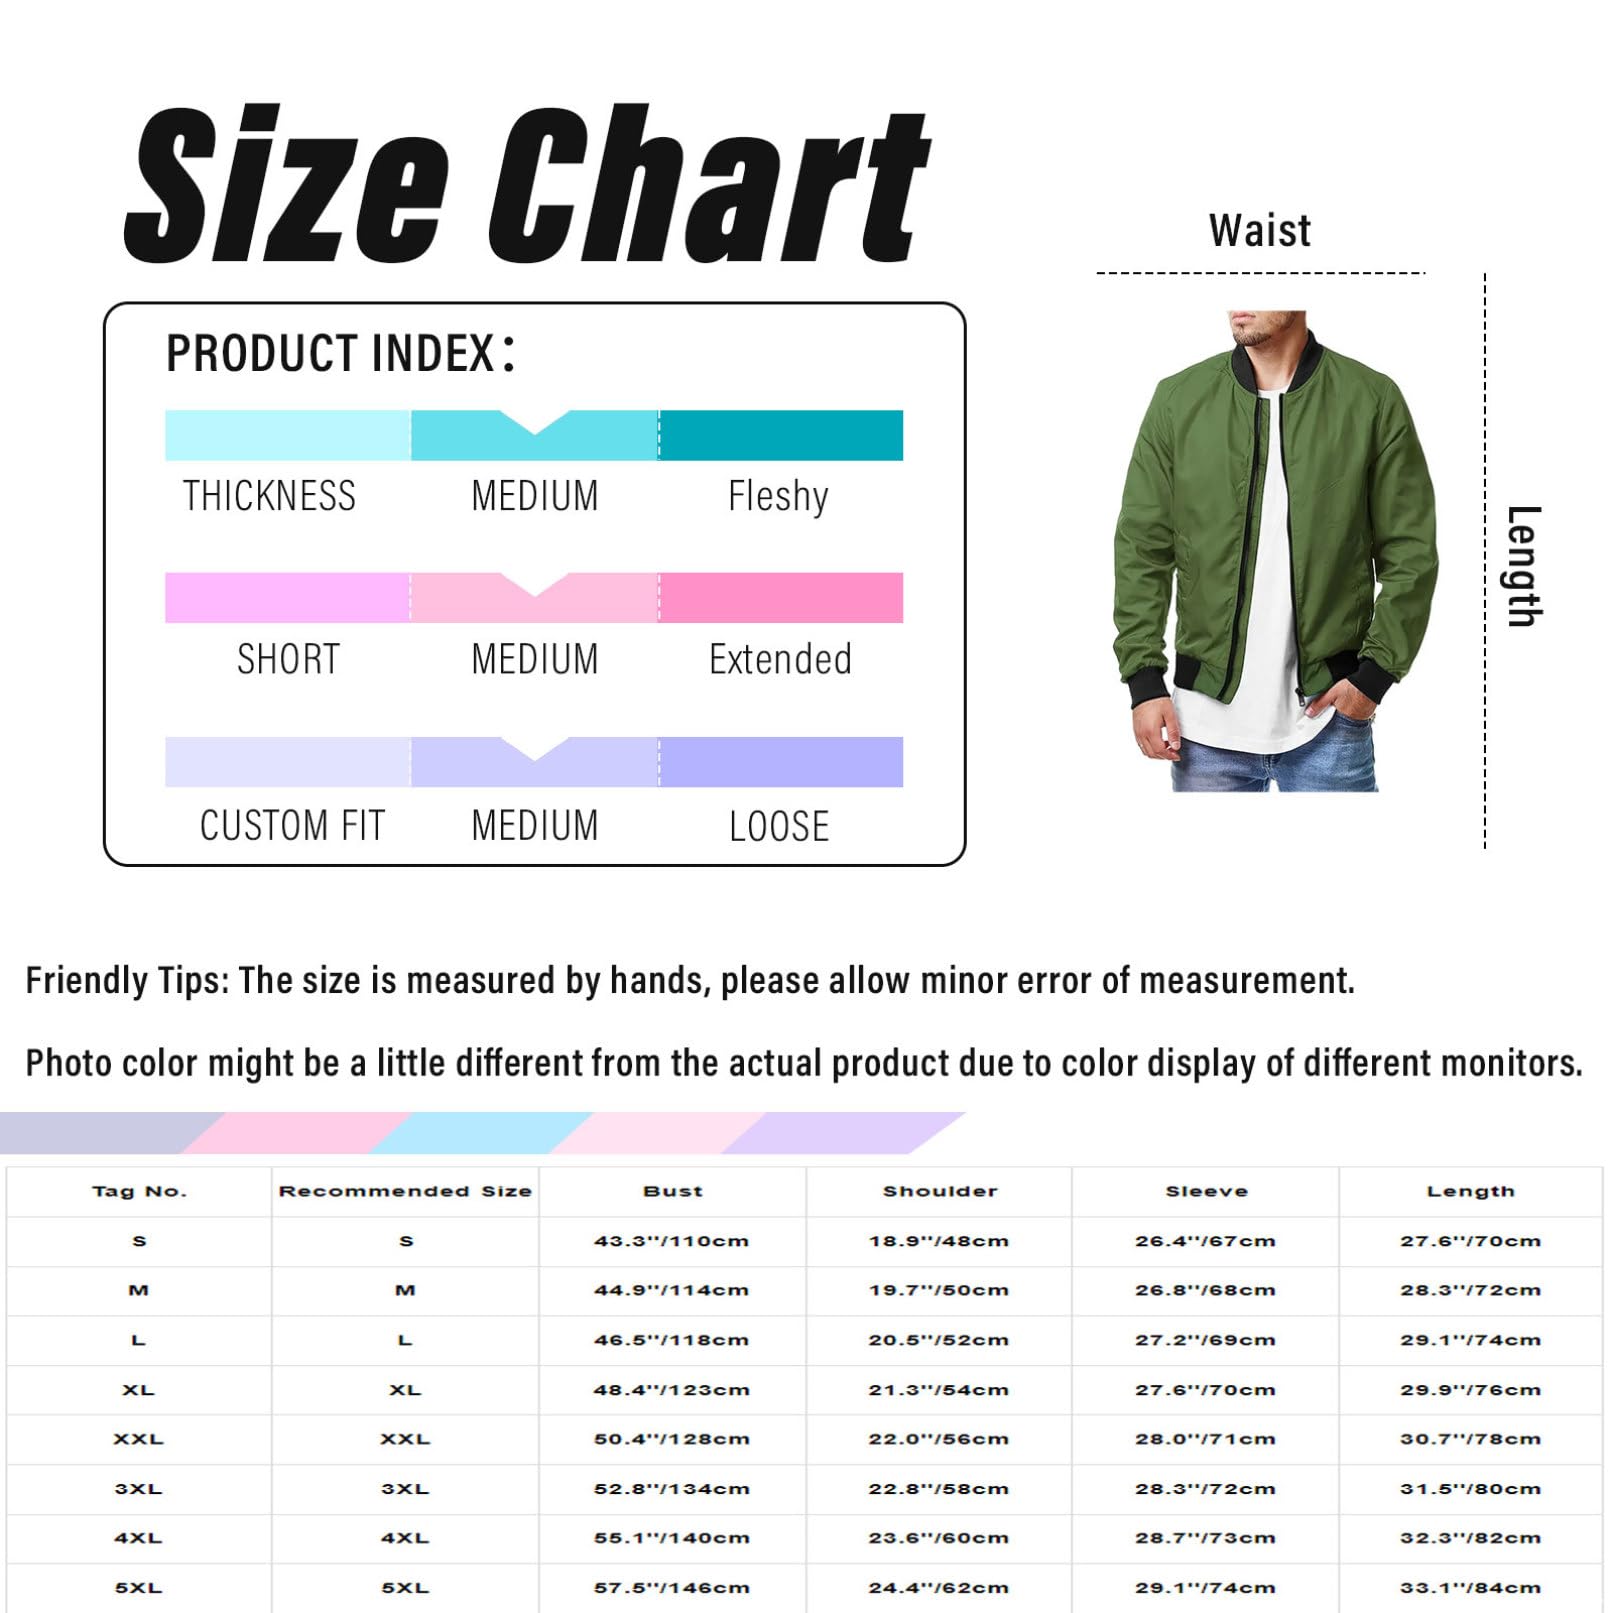 Size Chart
Waist
Length
PRODUCT INDEX:
THICKNESS MEDIUM Fleshy
SHORT MEDIUM Extended
CUSTOM FIT MEDIUM LOOSE
Friendly Tips: The size is measured by hands, please allow minor error of measurement.
Photo color might be a little different from the actual product due to color display of different monitors.
Tag No. Recommended Size Bust Shoulder Sleeve Length
S S 43.3''/110cm 18.9''/48cm 26.4''/67cm 27.6''/70cm
M M 44.9''/114cm 19.7''/50cm 26.8''/68cm 28.3''/72cm
L L 46.5''/118cm 20.5''/52cm 27.2''/69cm 29.1''/74cm
XL XL 48.4''/123cm 21.3''/54cm 27.6''/70cm 29.9''/76cm
XXL XXL 50.4''/128cm 22.0''/56cm 28.0''/71cm 30.7''/78cm
3XL 3XL 52.8''/134cm 22.8''/58cm 28.3''/72cm 31.5''/80cm
4XL 4XL 55.1''/140cm 23.6''/60cm 28.7''/73cm 32.3''/82cm
5XL 5XL 57.5''/146cm 24.4''/62cm 29.1''/74cm 33.1''/84cm